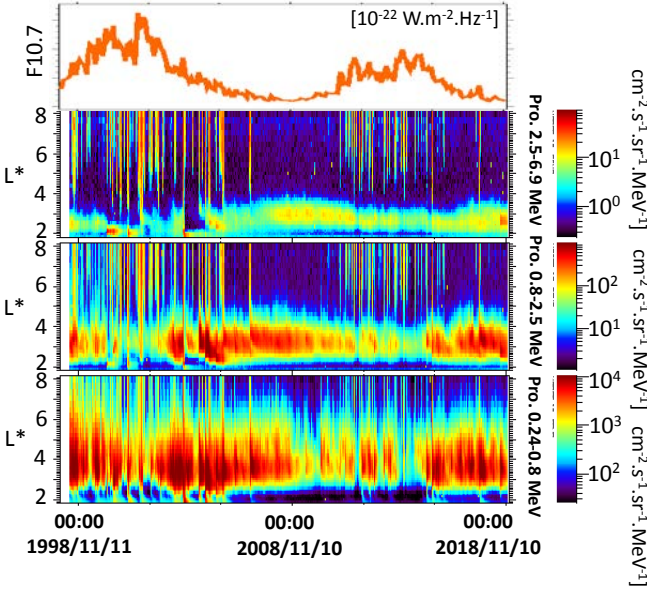 [10⁻²² W.m⁻².Hz⁻¹]
F10.7
8
6
4
2
L*
Pro. 2.5-6.9 MeV
10¹
10⁰
cm⁻².s⁻¹.sr⁻¹.MeV⁻¹]
8
6
4
2
L*
Pro. 0.8-2.5 MeV
10³
10²
10¹
cm⁻².s⁻¹.sr⁻¹.MeV⁻¹]
8
6
4
2
L*
Pro. 0.24-0.8 MeV
10⁴
10³
10²
cm⁻².s⁻¹.sr⁻¹.MeV⁻¹]
00:00 00:00 00:00
1998/11/11 2008/11/10 2018/11/10